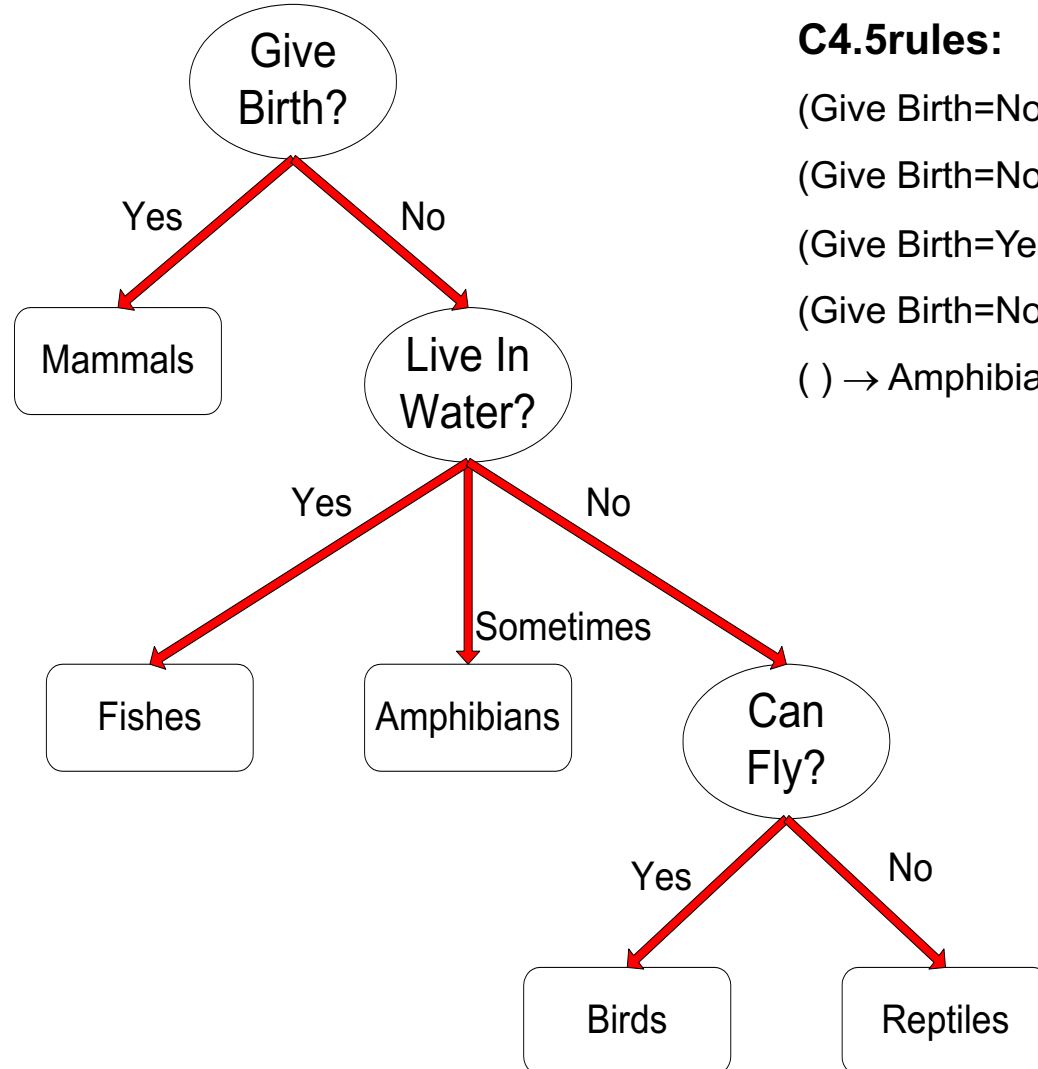 Give
Birth?
Yes
No
Mammals
Live In
Water?
Yes
Sometimes
No
Fishes
Amphibians
Can
Fly?
Yes
No
Birds
Reptiles
C4.5rules:
(Give Birth=No
(Give Birth=No
(Give Birth=Ye
(Give Birth=No
( ) → Amphibia